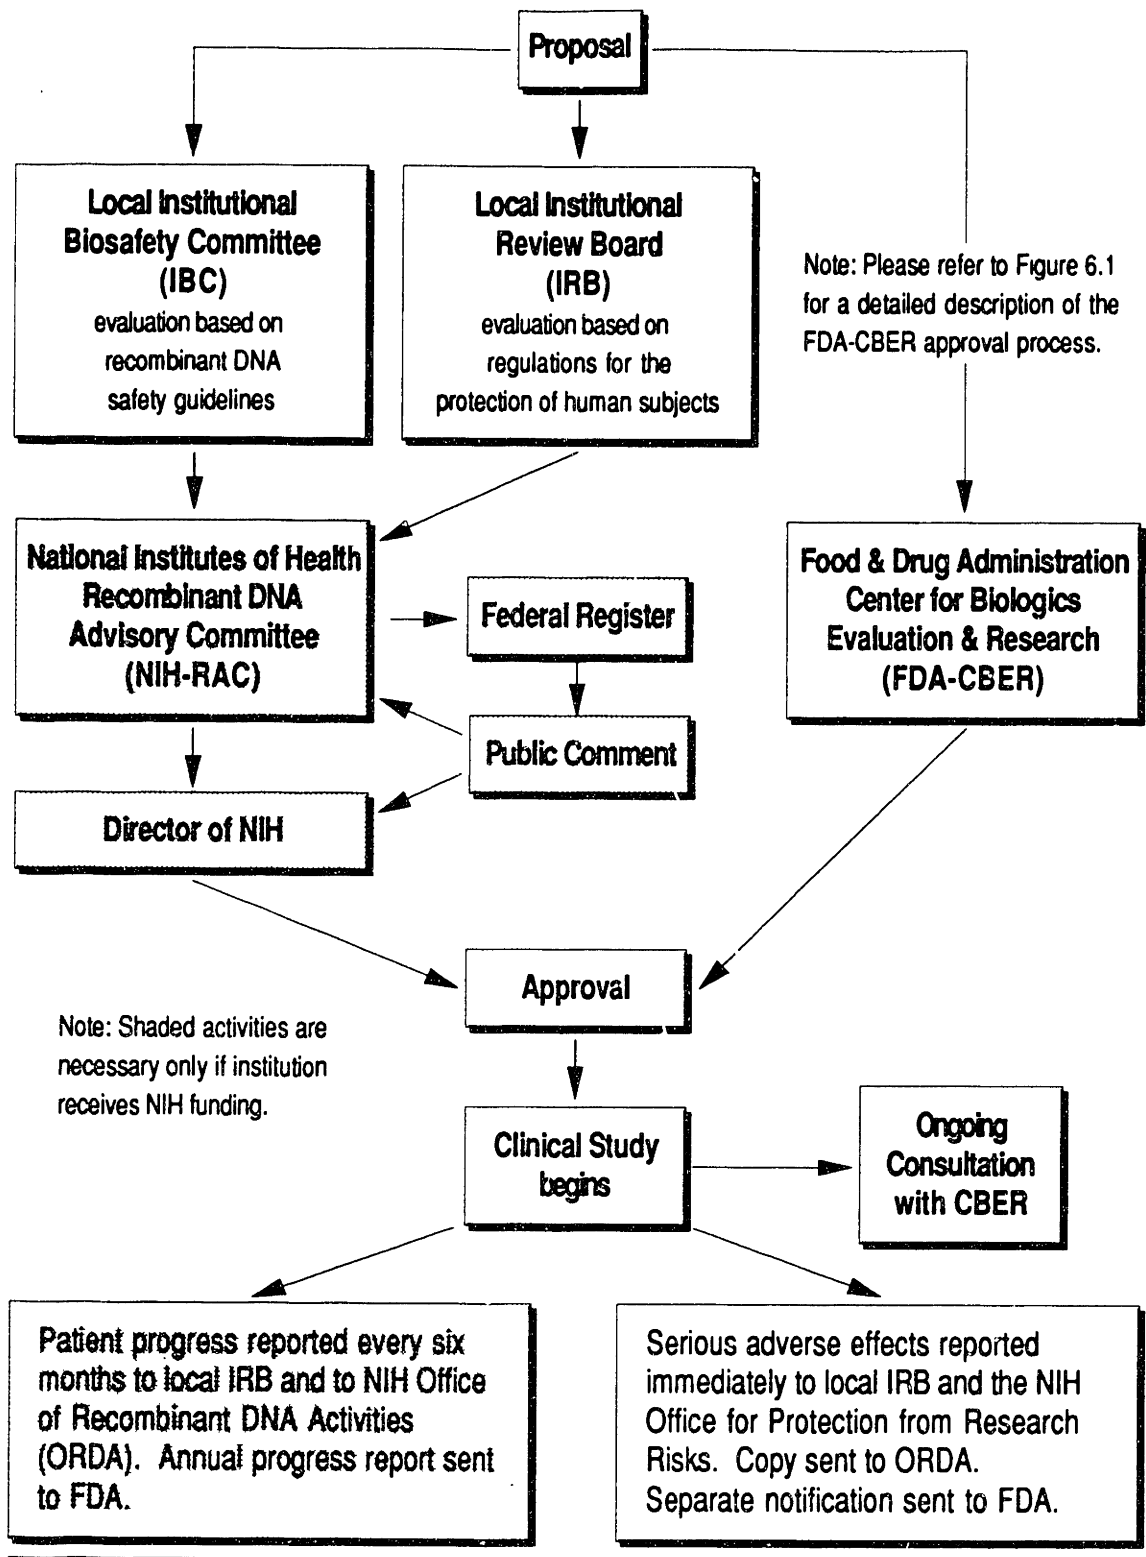 Proposal
Local Institutional
Biosafety Committee
(IBC)
evaluation based on
recombinant DNA
safety guidelines
Local Institutional
Review Board
(IRB)
evaluation based on
regulations for the
protection of human subjects
Note: Please refer to Figure 6.1
for a detailed description of the
FDA-CBER approval process.
National Institutes of Health
Recombinant DNA
Advisory Committee
(NIH-RAC)
Federal Register
Public Comment
Food & Drug Administration
Center for Biologics
Evaluation & Research
(FDA-CBER)
Director of NIH
Approval
Note: Shaded activities are
necessary only if institution
receives NIH funding.
Clinical Study
begins
Ongoing
Consultation
with CBER
Patient progress reported every six
months to local IRB and to NIH Office
of Recombinant DNA Activities
(ORDA). Annual progress report sent
to FDA.
Serious adverse effects reported
immediately to local IRB and the NIH
Office for Protection from Research
Risks. Copy sent to ORDA.
Separate notification sent to FDA.